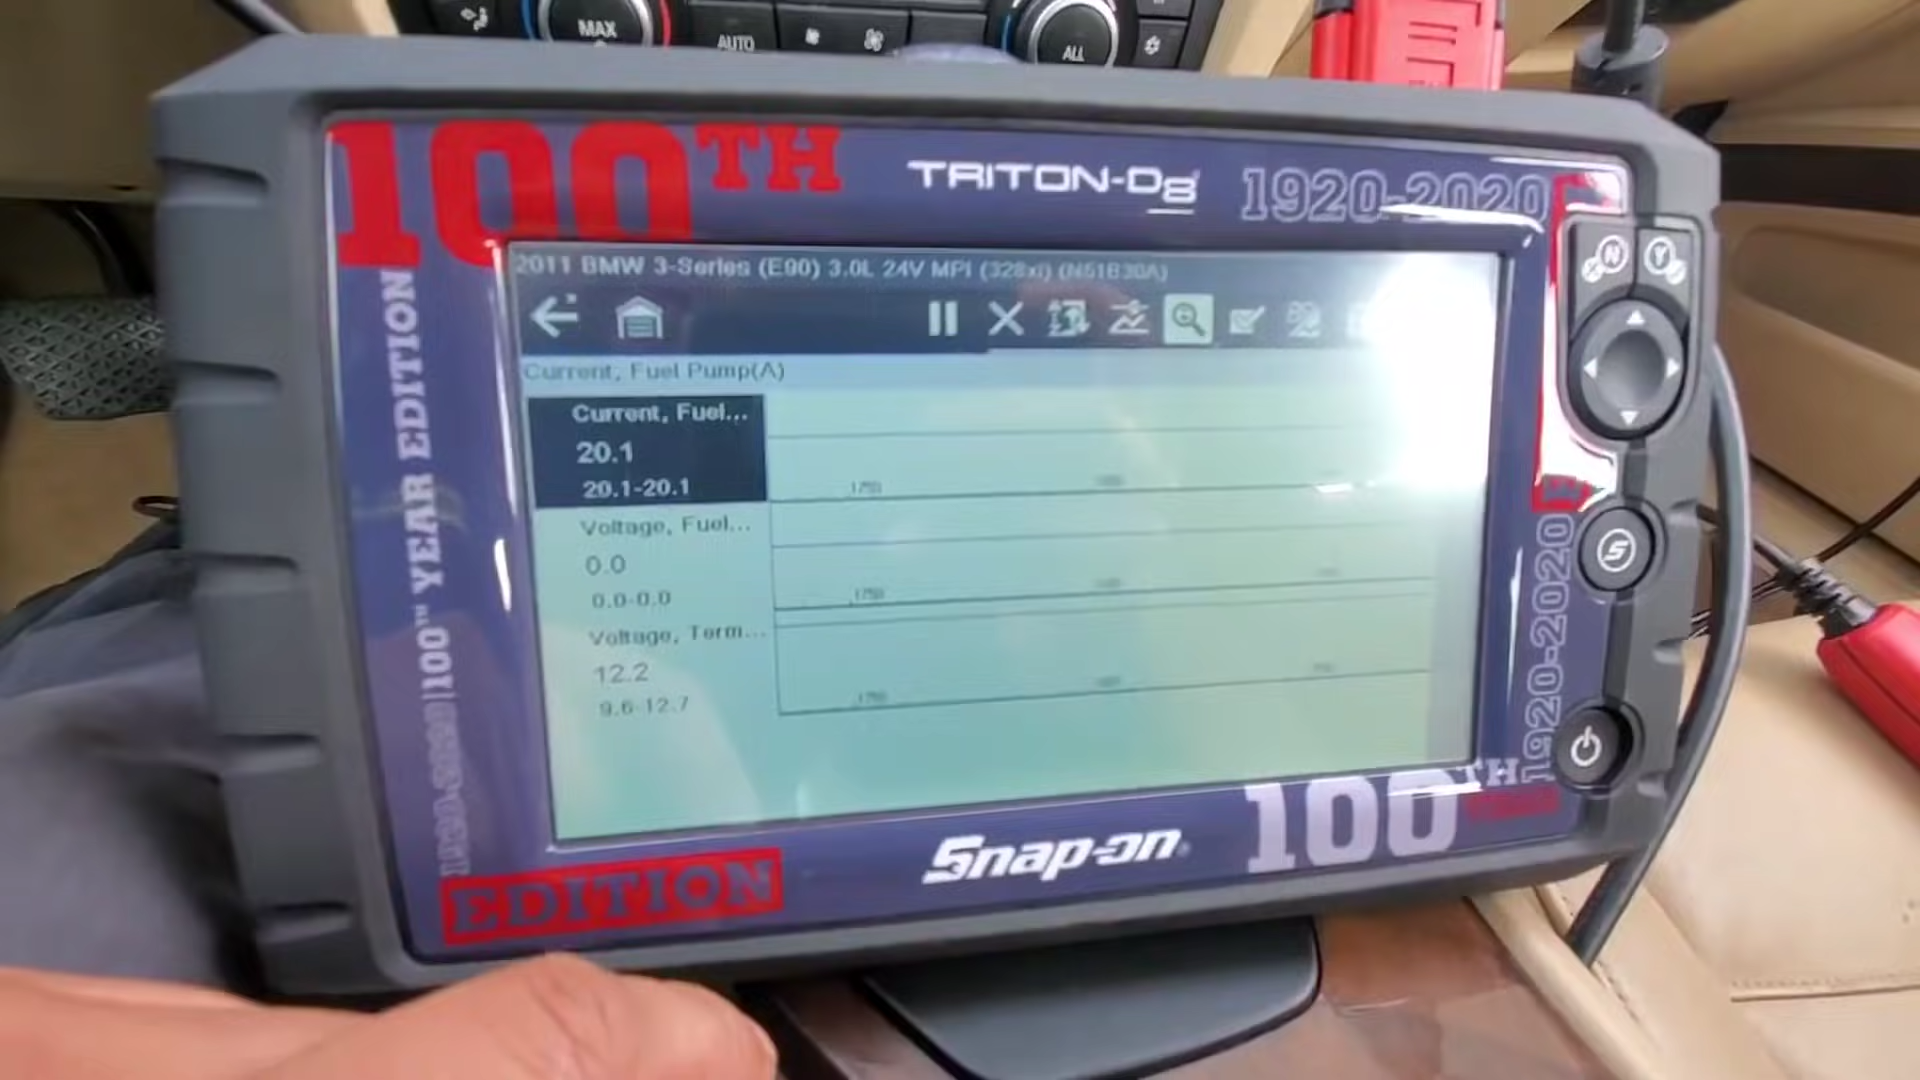 MAX
AUTO
ALL
100TH
TRITON-D8
1920-2020
N
Y
100TH YEAR EDITION
2011 BMW 3-Series (E90) 3.0L 24V MPI (328xi) (N51B30A)
Current, Fuel Pump(A)
Current, Fuel...
20.1
20.1-20.1
Voltage, Fuel...
0.0
0.0-0.0
Voltage, Term...
12.2
9.6-12.7
S
1920-2020
EDITION
Snap-on
100TH